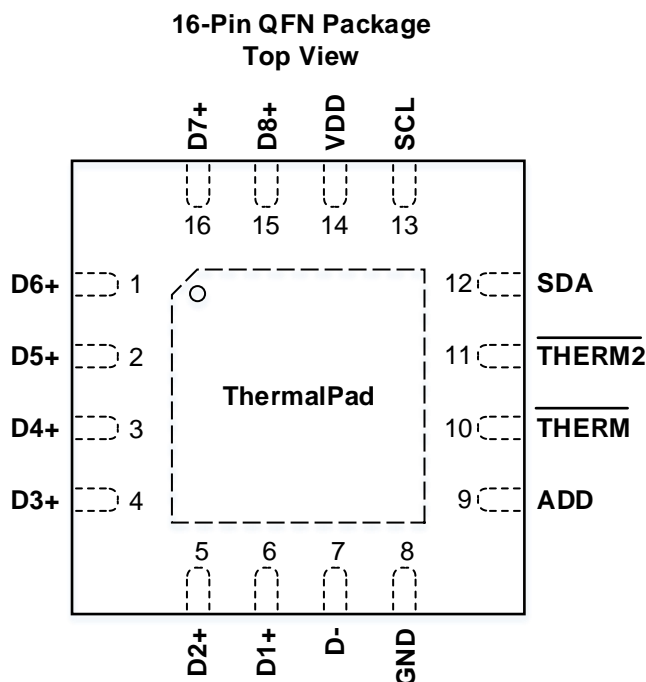 16-Pin QFN Package
Top View
D7+
D8+
VDD
SCL
16
15
14
13
D6+ 1
12 SDA
D5+ 2
11 THERM2
ThermalPad
D4+ 3
10 THERM
D3+ 4
9 ADD
5
6
7
8
D2+
D1+
D-
GND